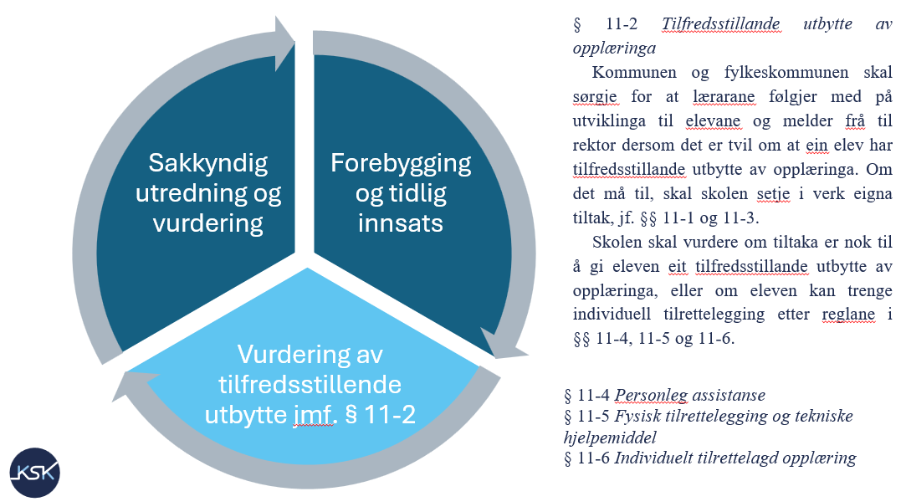 Sakkyndig
utredning og
vurdering
Forebygging
og tidlig
innsats
Vurdering av
tilfredsstillende
utbytte jmf. § 11-2
KSK
§ 11-2 Tilfredsstillande utbytte av
opplæringa
Kommunen og fylkeskommunen skal
sørgje for at lærarane følgjer med på
utviklinga til elevane og melder frå til
rektor dersom det er tvil om at ein elev har
tilfredsstillande utbytte av opplæringa. Om
det må til, skal skolen setje i verk eigna
tiltak, jf. §§ 11-1 og 11-3.
Skolen skal vurdere om tiltaka er nok til
å gi eleven eit tilfredsstillande utbytte av
opplæringa, eller om eleven kan trenge
individuell tilrettelegging etter reglane i
§§ 11-4, 11-5 og 11-6.
§ 11-4 Personleg assistanse
§ 11-5 Fysisk tilrettelegging og tekniske
hjelpemiddel
§ 11-6 Individuelt tilrettelagd opplæring